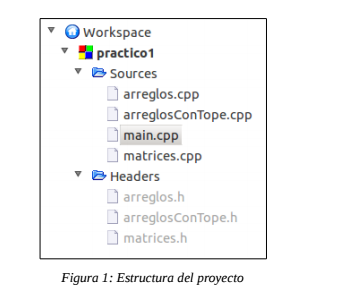 Workspace
practico1
Sources
arreglos.cpp
arreglosConTope.cpp
main.cpp
matrices.cpp
Headers
arreglos.h
arreglosConTope.h
matrices.h
Figura 1: Estructura del proyecto